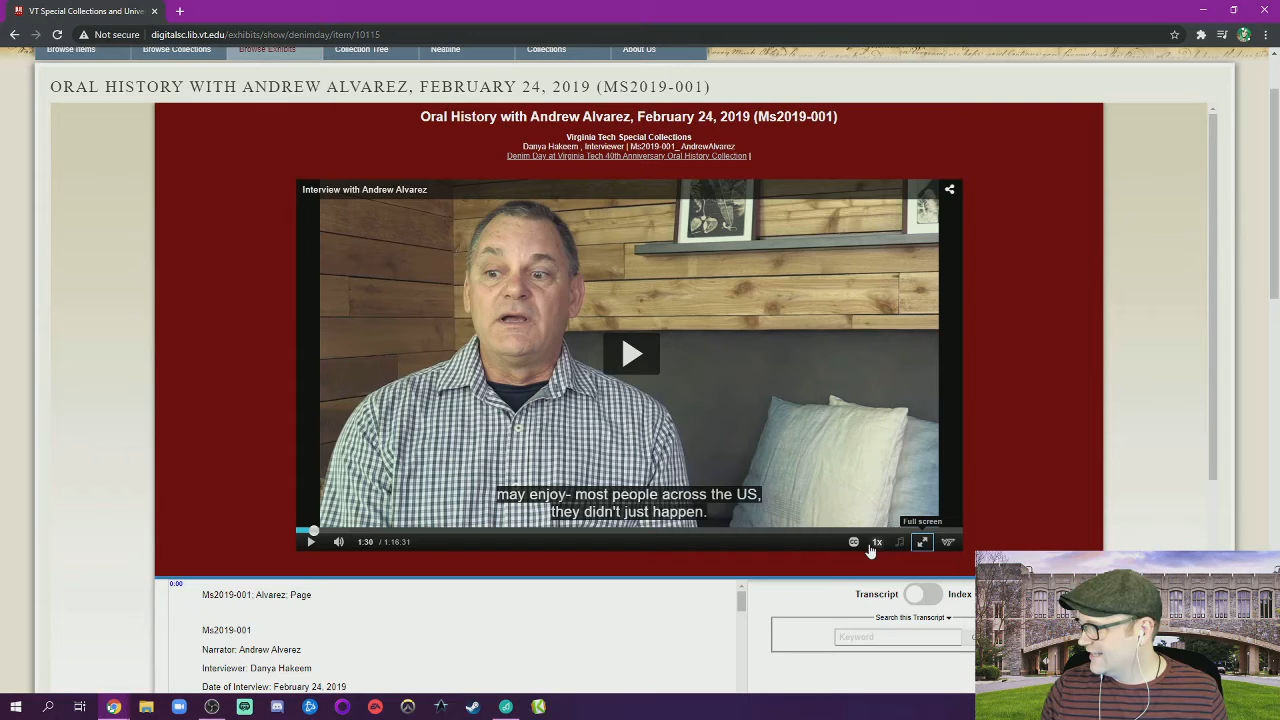 VT Special Collections Univers
Not secure
digitalsc.lib.vt.edu/exhibits/show/denimday/item/10115
Browse Items
Browse Collections
Browse Exhibits
Collection Tree
Neatline
Collections
About Us
ORAL HISTORY WITH ANDREW ALVAREZ, FEBRUARY 24, 2019 (MS2019-001)
Oral History with Andrew Alvarez, February 24, 2019 (Ms2019-001)
Virginia Tech Special Collections
Danya Hakeem , Interviewer | Ms2019-001_AndrewAlvarez
Denim Day at Virginia Tech 40th Anniversary Oral History Collection |
Interview with Andrew Alvarez
may enjoy- most people across the US,
they didn't just happen.
Full screen
1:30 / 1:16:31
CC
1x
0:00
Ms2019-001; Alvarez; Page
Transcript
Index
Search this Transcript
Ms2019-001
Keyword
Narrator: Andrew Alvarez
Interviewer: Danya Hakeem
Date of Interview: February 24, 2019